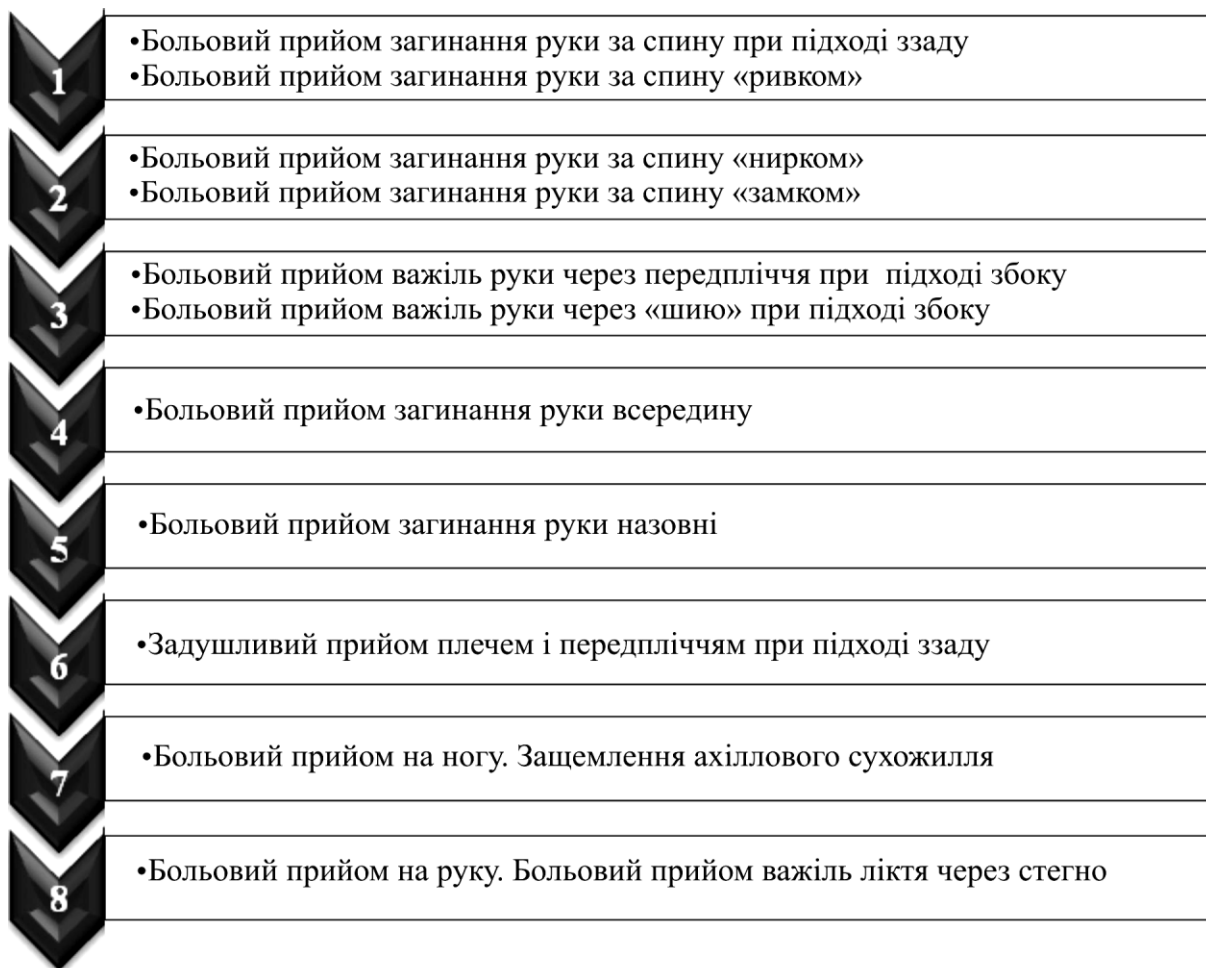 1
•Больовий прийом загинання руки за спину при підході ззаду
•Больовий прийом загинання руки за спину «ривком»
2
•Больовий прийом загинання руки за спину «нирком»
•Больовий прийом загинання руки за спину «замком»
3
•Больовий прийом важіль руки через передпліччя при підході збоку
•Больовий прийом важіль руки через «шию» при підході збоку
4
•Больовий прийом загинання руки всередину
5
•Больовий прийом загинання руки назовні
6
•Задушливий прийом плечем і передпліччям при підході ззаду
7
•Больовий прийом на ногу. Защемлення ахіллового сухожилля
8
•Больовий прийом на руку. Больовий прийом важіль ліктя через стегно